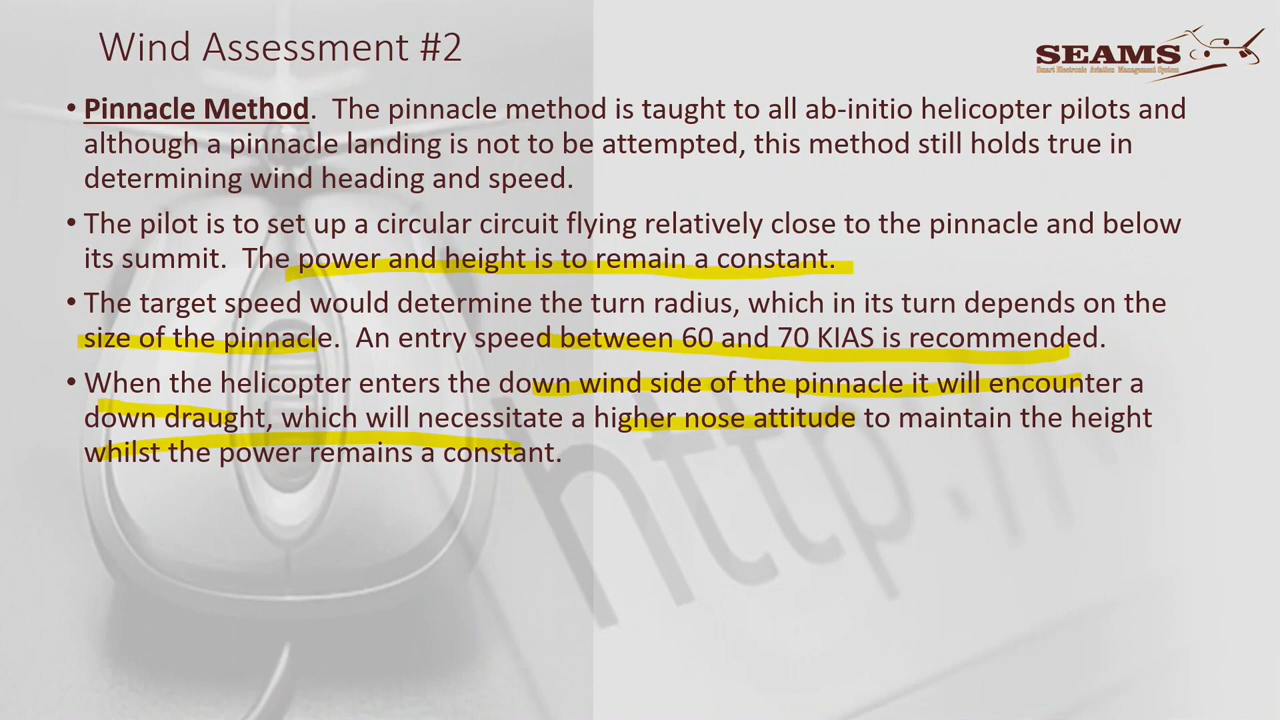 Wind Assessment #2
SEAMS
Smart Electronic Aviation Management System
• Pinnacle Method. The pinnacle method is taught to all ab-initio helicopter pilots and
although a pinnacle landing is not to be attempted, this method still holds true in
determining wind heading and speed.
• The pilot is to set up a circular circuit flying relatively close to the pinnacle and below
its summit. The power and height is to remain a constant.
• The target speed would determine the turn radius, which in its turn depends on the
size of the pinnacle. An entry speed between 60 and 70 KIAS is recommended.
• When the helicopter enters the down wind side of the pinnacle it will encounter a
down draught, which will necessitate a higher nose attitude to maintain the height
whilst the power remains a constant.
http://